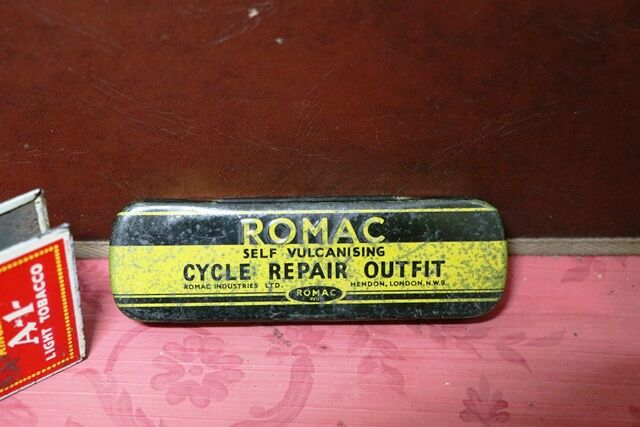 ROMAC
SELF VULCANISING
CYCLE REPAIR OUTFIT
ROMAC INDUSTRIES LTD. HENDON, LONDON, N.W.9.
ROMAC
A-1-
LIGHT TOBACCO